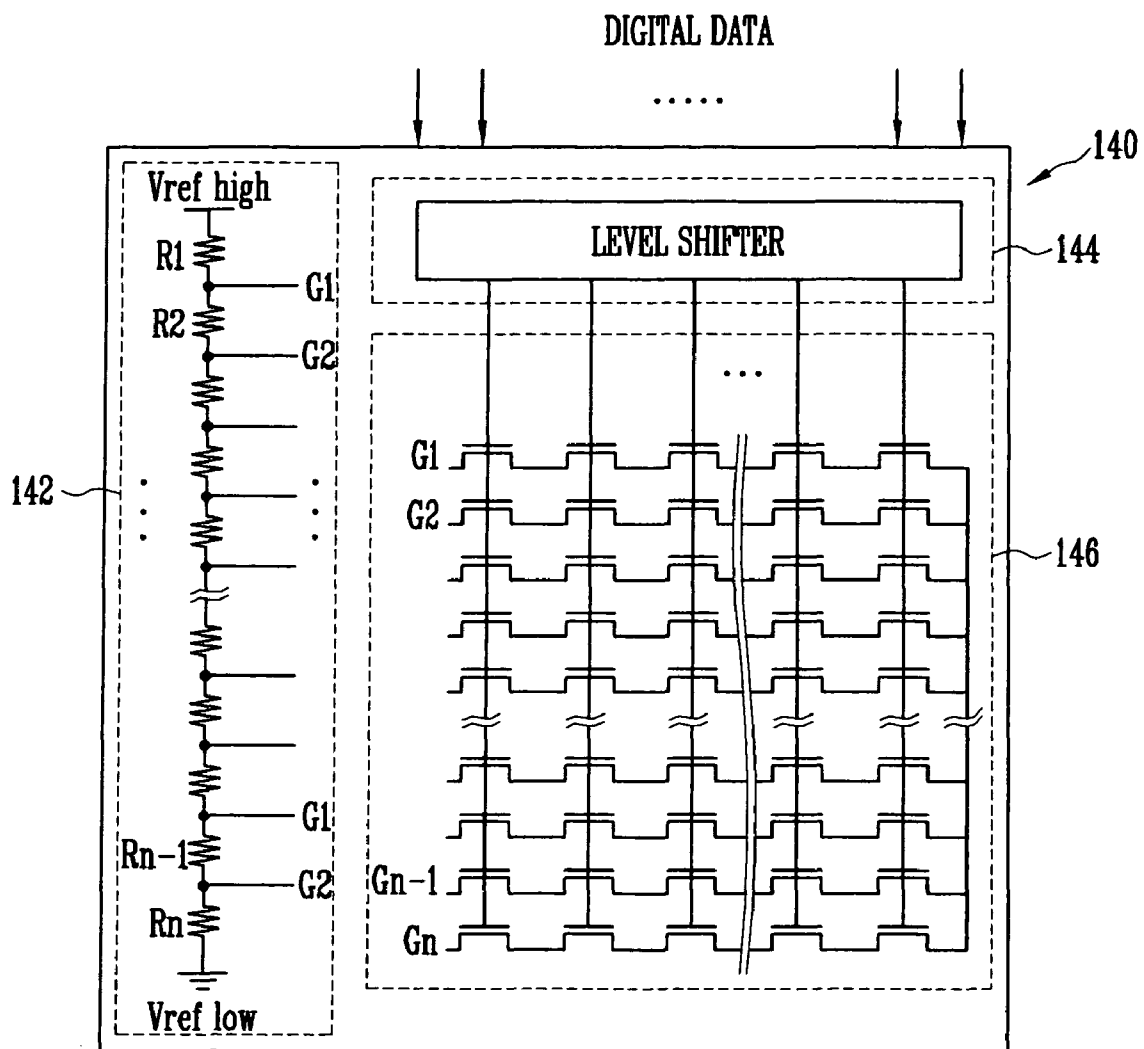 DIGITAL DATA
.....
140
Vref high
LEVEL SHIFTER
144
R1
G1
R2
G2
...
G1
142
G2
146
G1
Rn-1
G2
Gn-1
Rn
Gn
Vref low